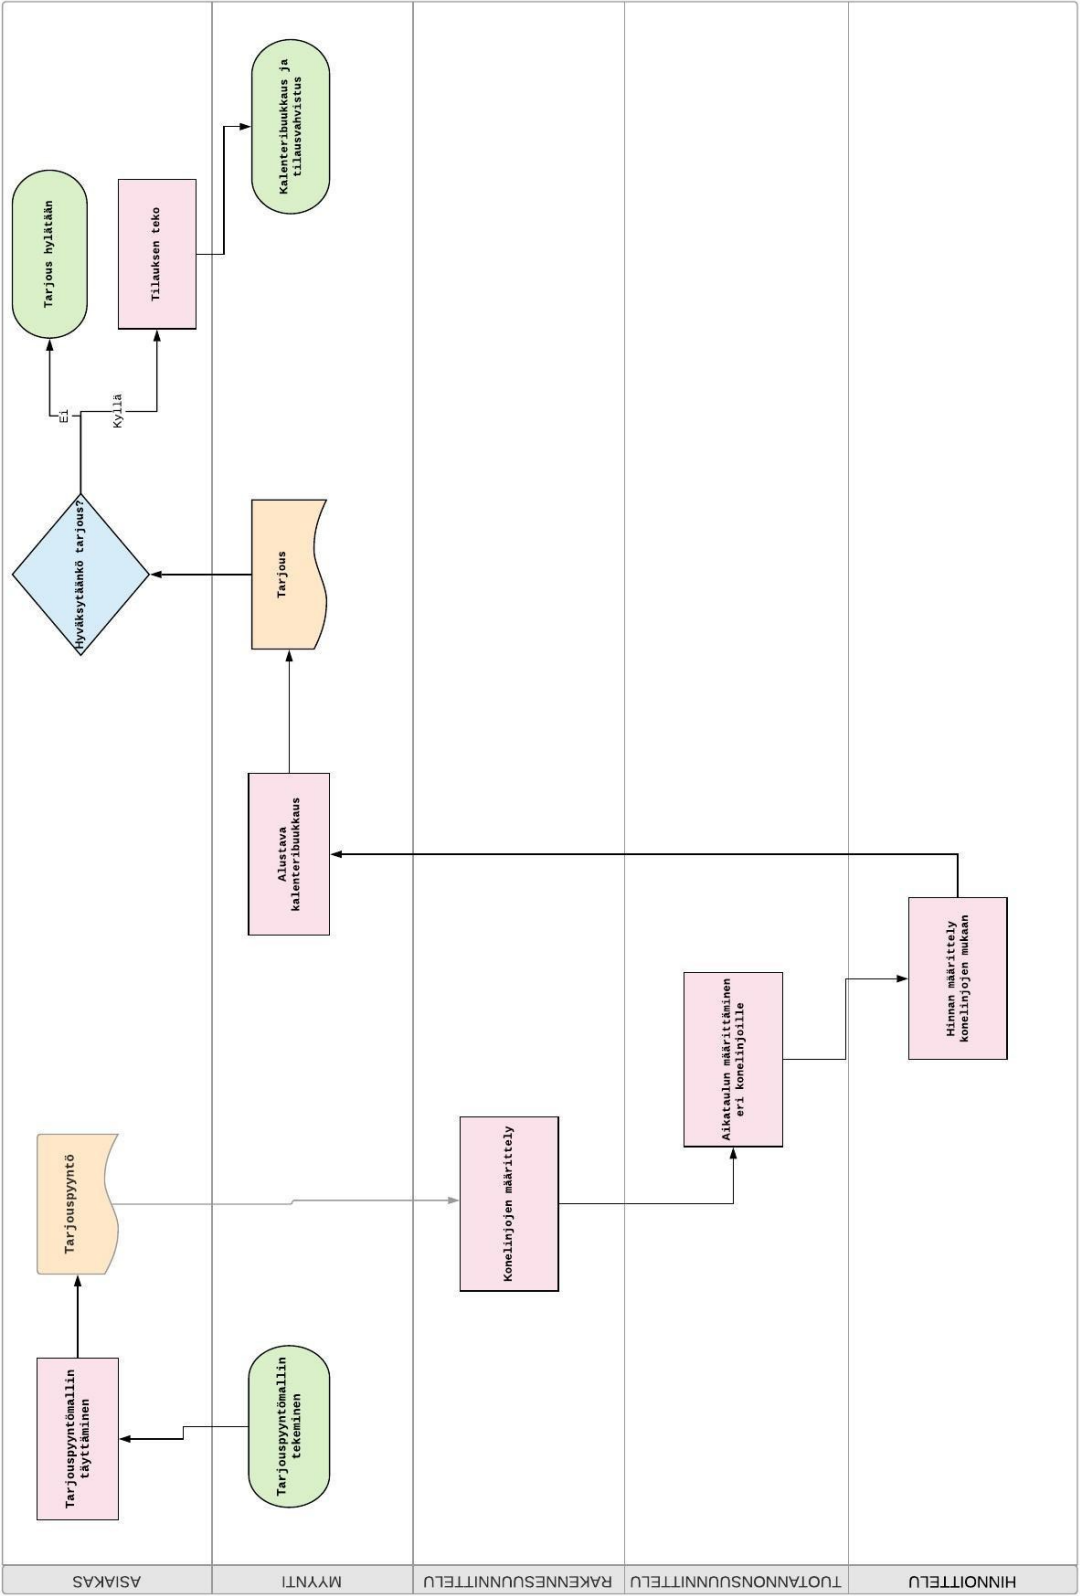 ASIAKAS
Tarjouspyyntömallin
täyttäminen
Tarjouspyyntö
Hyväksytäänkö tarjous?
Ei
Kyllä
Tarjous hylätään
Tilauksen teko
MYYNTI
Tarjouspyyntömallin
tekeminen
Alustava
kalenteribuukkaus
Tarjous
Kalenteribuukkaus ja
tilausvahvistus
RAKENNESUUNNITTELU
Konelinjojen määrittely
TUOTANNONSUUNNITTELU
Aikataulun määrittäminen
eri konelinjoille
HINNOITTELU
Hinnan määrittely
konelinjojen mukaan